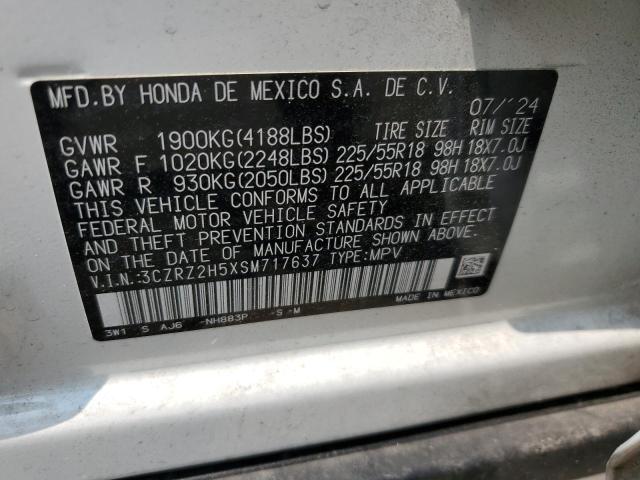 MFD.BY HONDA DE MEXICO S.A. DE C.V.
07/'24
GVWR 1900KG(4188LBS) TIRE SIZE RIM SIZE
GAWR F 1020KG(2248LBS) 225/55R18 98H 18X7.0J
GAWR R 930KG(2050LBS) 225/55R18 98H 18X7.0J
THIS VEHICLE CONFORMS TO ALL APPLICABLE
FEDERAL MOTOR VEHICLE SAFETY
AND THEFT PREVENTION STANDARDS IN EFFECT
ON THE DATE OF MANUFACTURE SHOWN ABOVE.
V.I.N.:3CZRZ2H5XSM717637 TYPE:MPV
MADE IN MEXICO
3W1 S AJ6 -NH883P -S -M